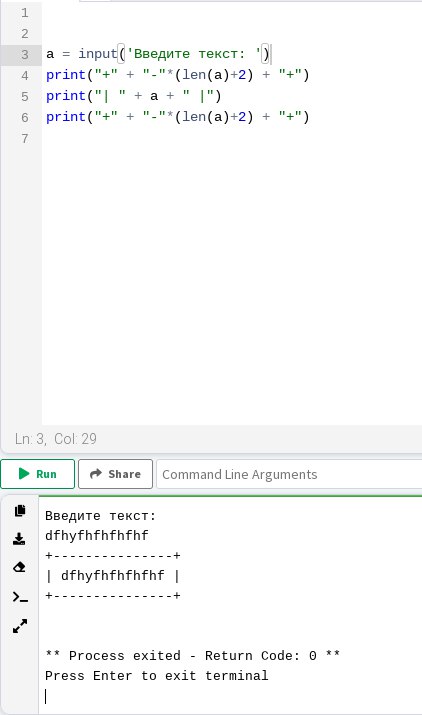 1
2
3 a = input('Введите текст: ')
4 print("+" + "-"*(len(a)+2) + "+")
5 print("| " + a + " |")
6 print("+" + "-"*(len(a)+2) + "+")
7
Ln: 3, Col: 29
Run Share Command Line Arguments
Введите текст:
dfhyfhfhfhfhf
+---------------+
| dfhyfhfhfhfhf |
+---------------+
** Process exited - Return Code: 0 **
Press Enter to exit terminal